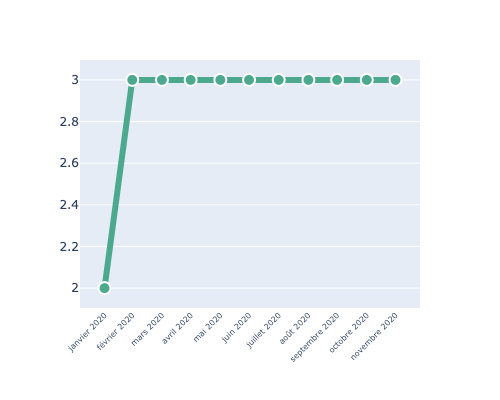 3
2.8
2.6
2.4
2.2
2
janvier 2020
février 2020
mars 2020
avril 2020
mai 2020
juin 2020
juillet 2020
août 2020
septembre 2020
octobre 2020
novembre 2020